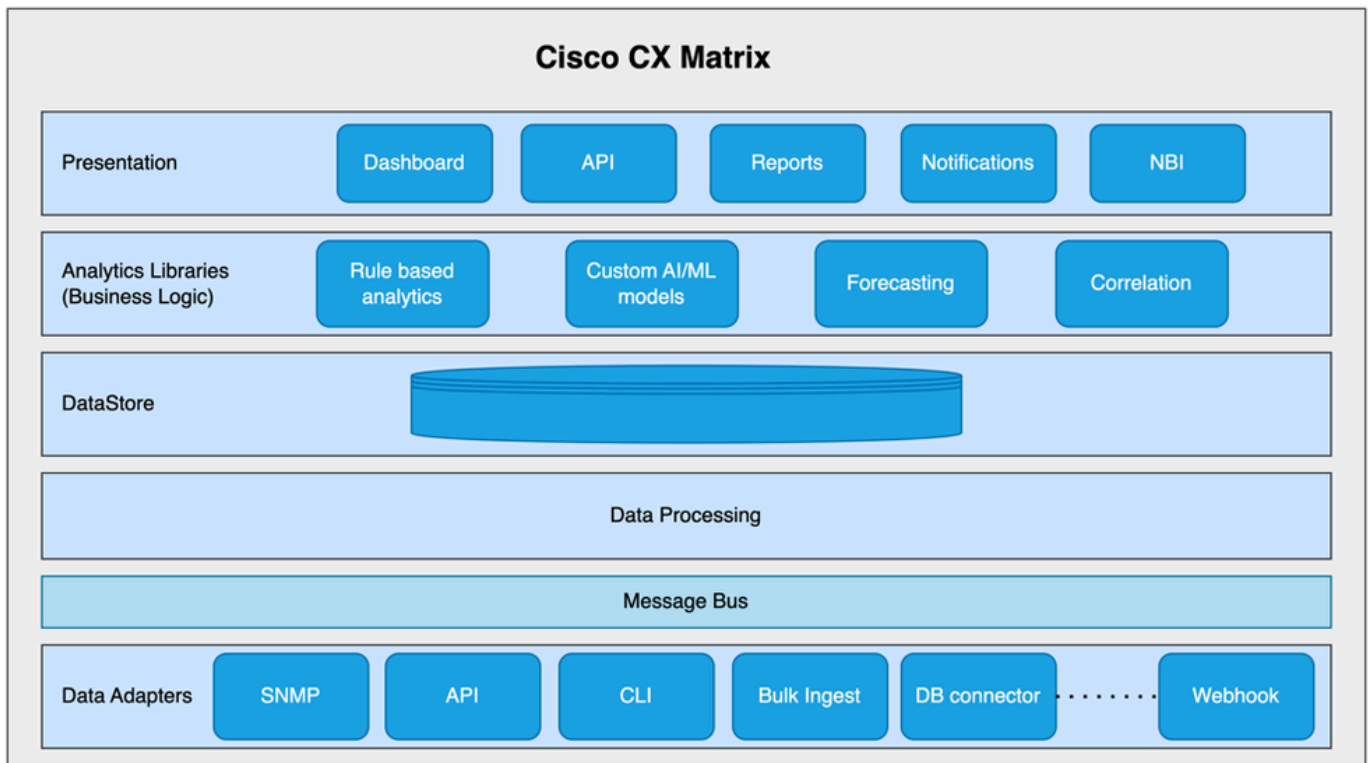 Cisco CX Matrix
Presentation
Dashboard
API
Reports
Notifications
NBI
Analytics Libraries
(Business Logic)
Rule based
analytics
Custom AI/ML
models
Forecasting
Correlation
DataStore
Data Processing
Message Bus
Data Adapters
SNMP
API
CLI
Bulk Ingest
DB connector
Webhook